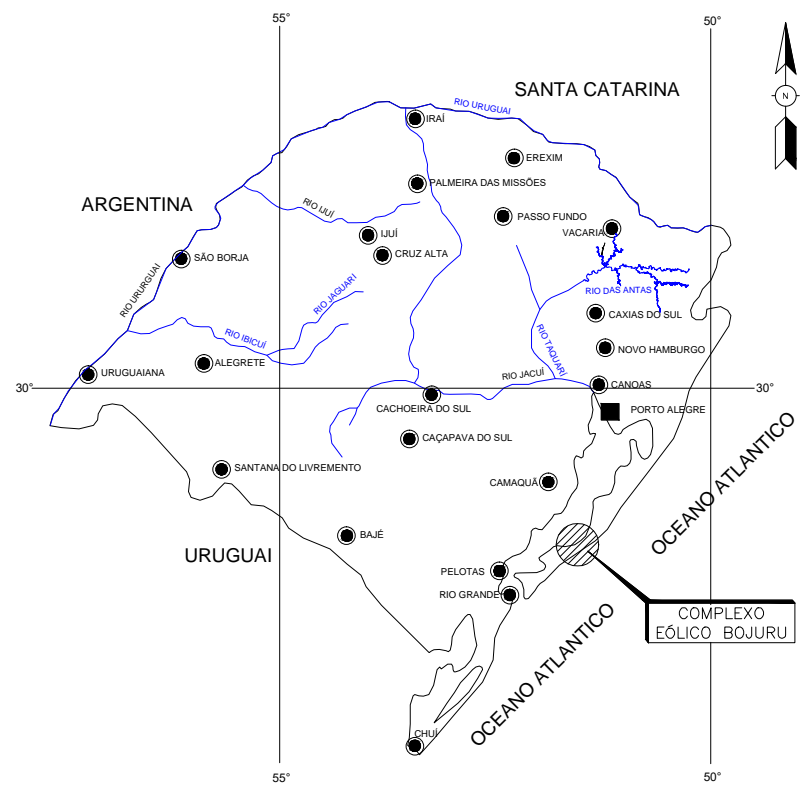 55°
50°
SANTA CATARINA
N
RIO URUGUAI
IRAÍ
EREXIM
PALMEIRA DAS MISSÕES
ARGENTINA
RIO IJUÍ
PASSO FUNDO
VACARIA
IJUÍ
CRUZ ALTA
SÃO BORJA
RIO URURGUAI
RIO JAGUARÍ
RIO DAS ANTAS
CAXIAS DO SUL
RIO IBICUÍ
RIO TAQUARÍ
NOVO HAMBURGO
ALEGRETE
URUGUAIANA
RIO JACUÍ
30°
CANOAS
30°
CACHOEIRA DO SUL
PORTO ALEGRE
CAÇAPAVA DO SUL
SANTANA DO LIVREMENTO
CAMAQUÃ
OCEANO ATLANTICO
BAJÉ
URUGUAI
PELOTAS
RIO GRANDE
COMPLEXO
EÓLICO BOJURU
OCEANO ATLANTICO
CHUÍ
55°
50°